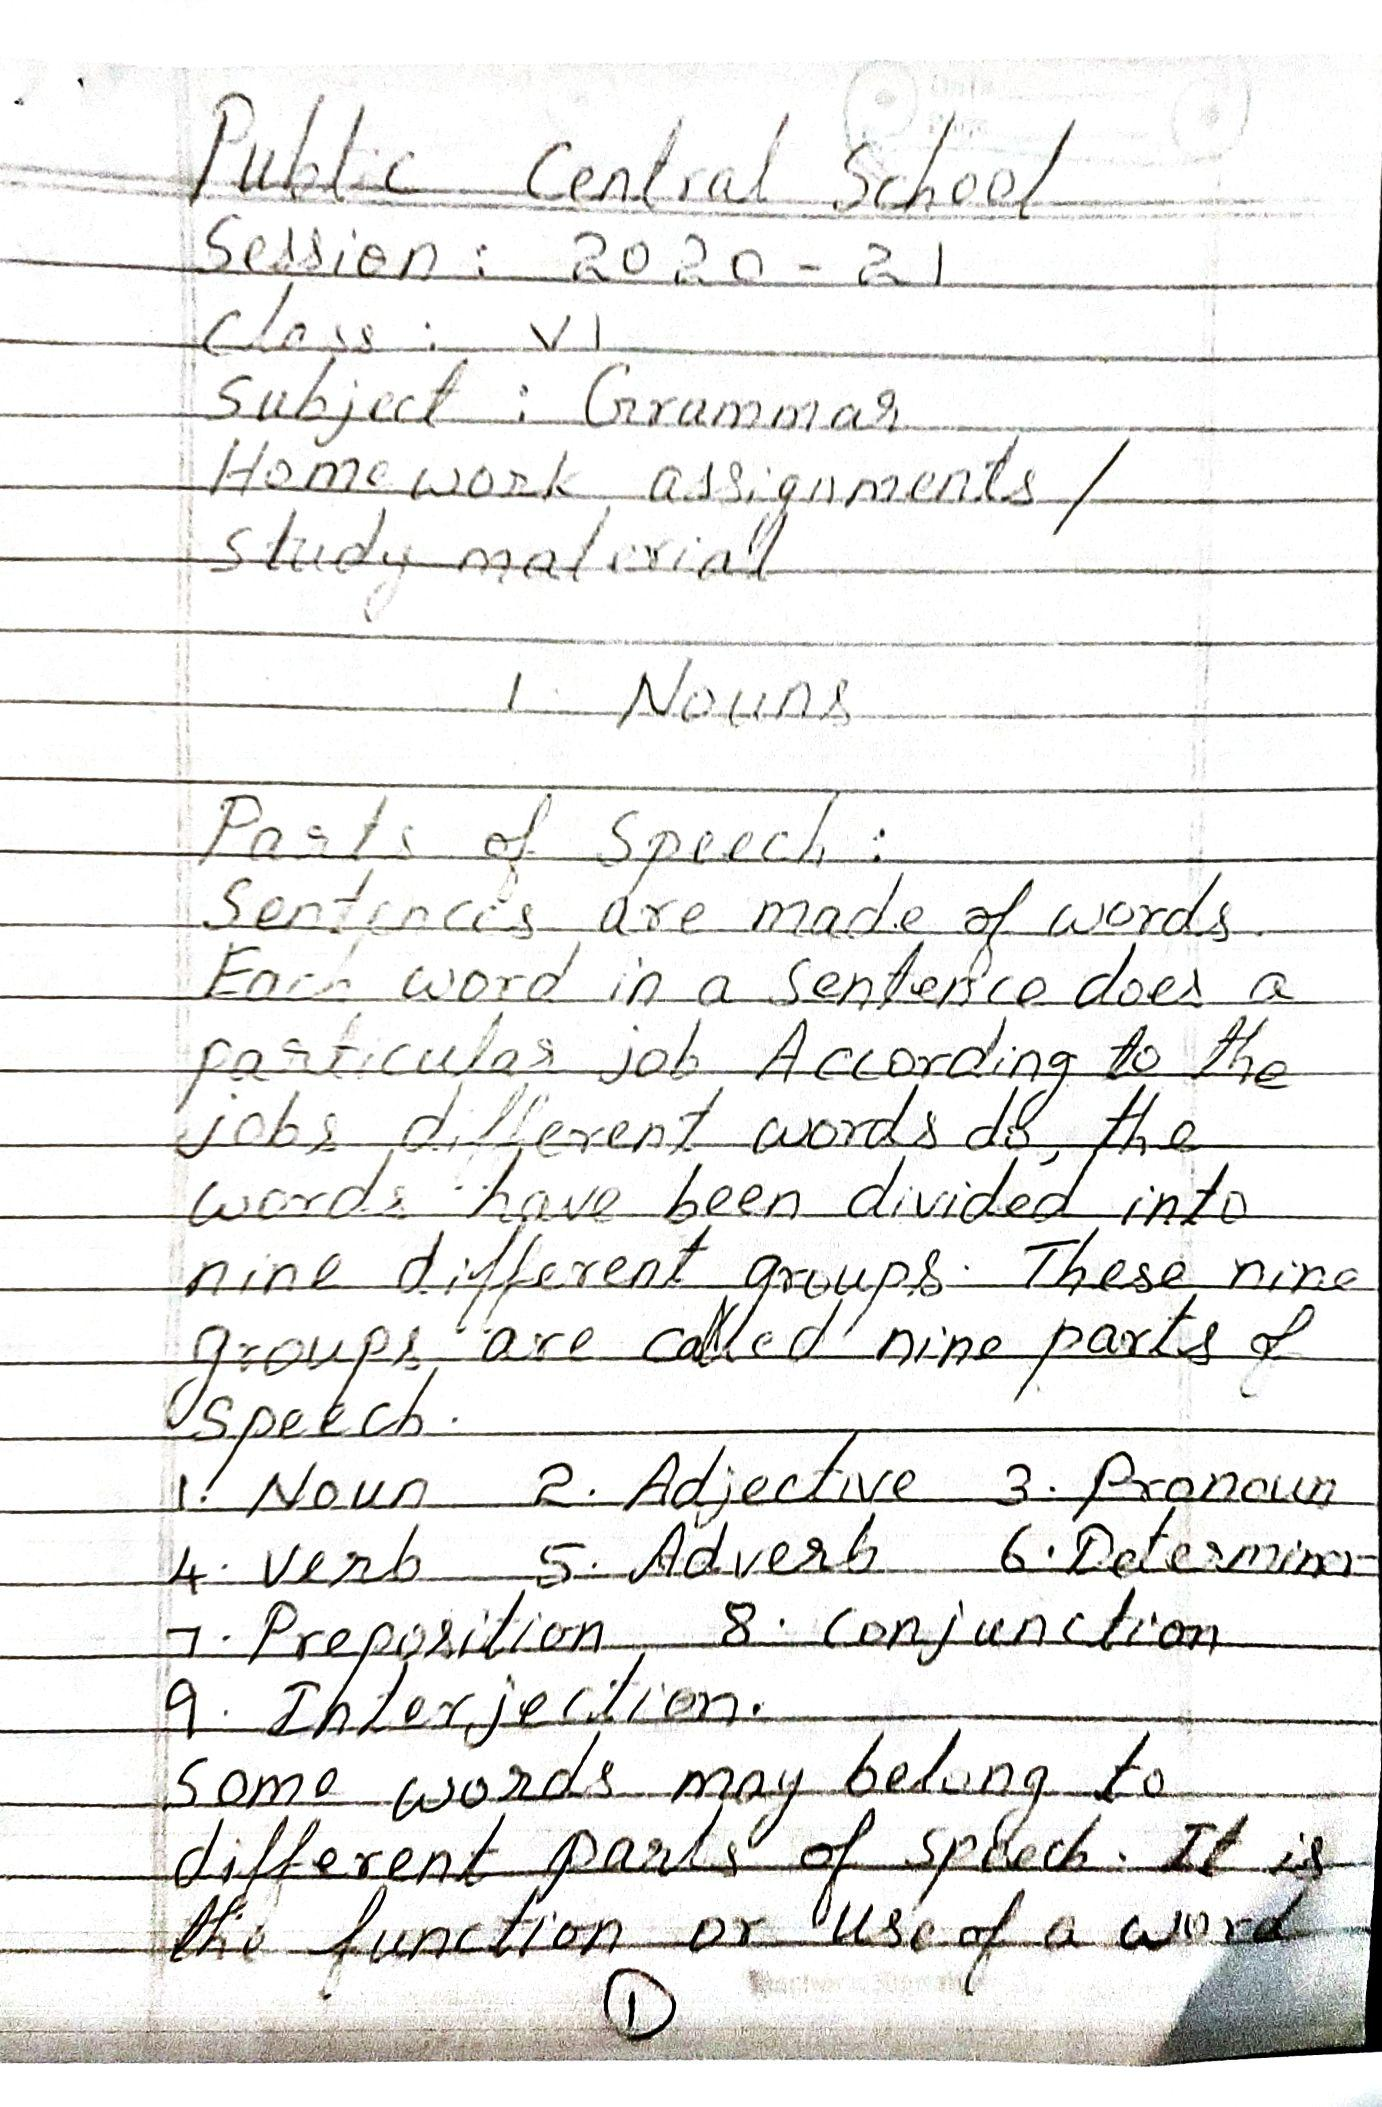 Public Central School
Session: 2020-21
Class: VI
Subject: Grammar
Homework assignments/
Study material
1. Nouns
Parts of Speech:
Sentences are made of words.
Each word in a sentence does a
particular job. According to the
jobs different words do, the
words have been divided into
nine different groups. These nine
groups are called nine parts of
speech.
1. Noun 2. Adjective 3. Pronoun
4. Verb 5. Adverb 6. Determiner
7. Preposition 8. Conjunction
9. Interjection.
Some words may belong to
different parts of speech. It is
the function or use of a word
1